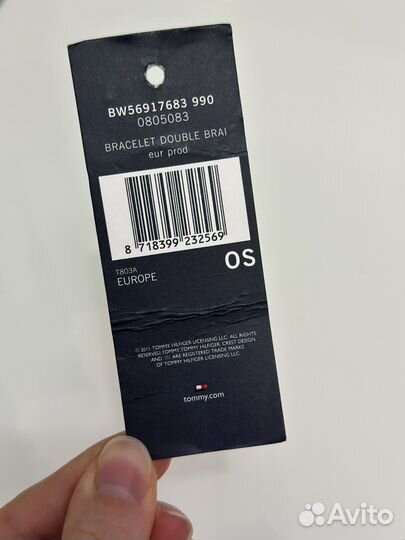 BW56917683 990
0805083
BRACELET DOUBLE BRAI
eur prod
8 718399 232569
T803A
EUROPE
OS
© 2011 TOMMY HILFIGER LICENSING LLC. ALL RIGHTS
RESERVED.TOMMY,TOMMY HILFIGER, CREST DESIGN
AND ARE REGISTERED TRADE MARKS
OF TOMMY HILFIGER LICENSING LLC.
tommy.com
Avito